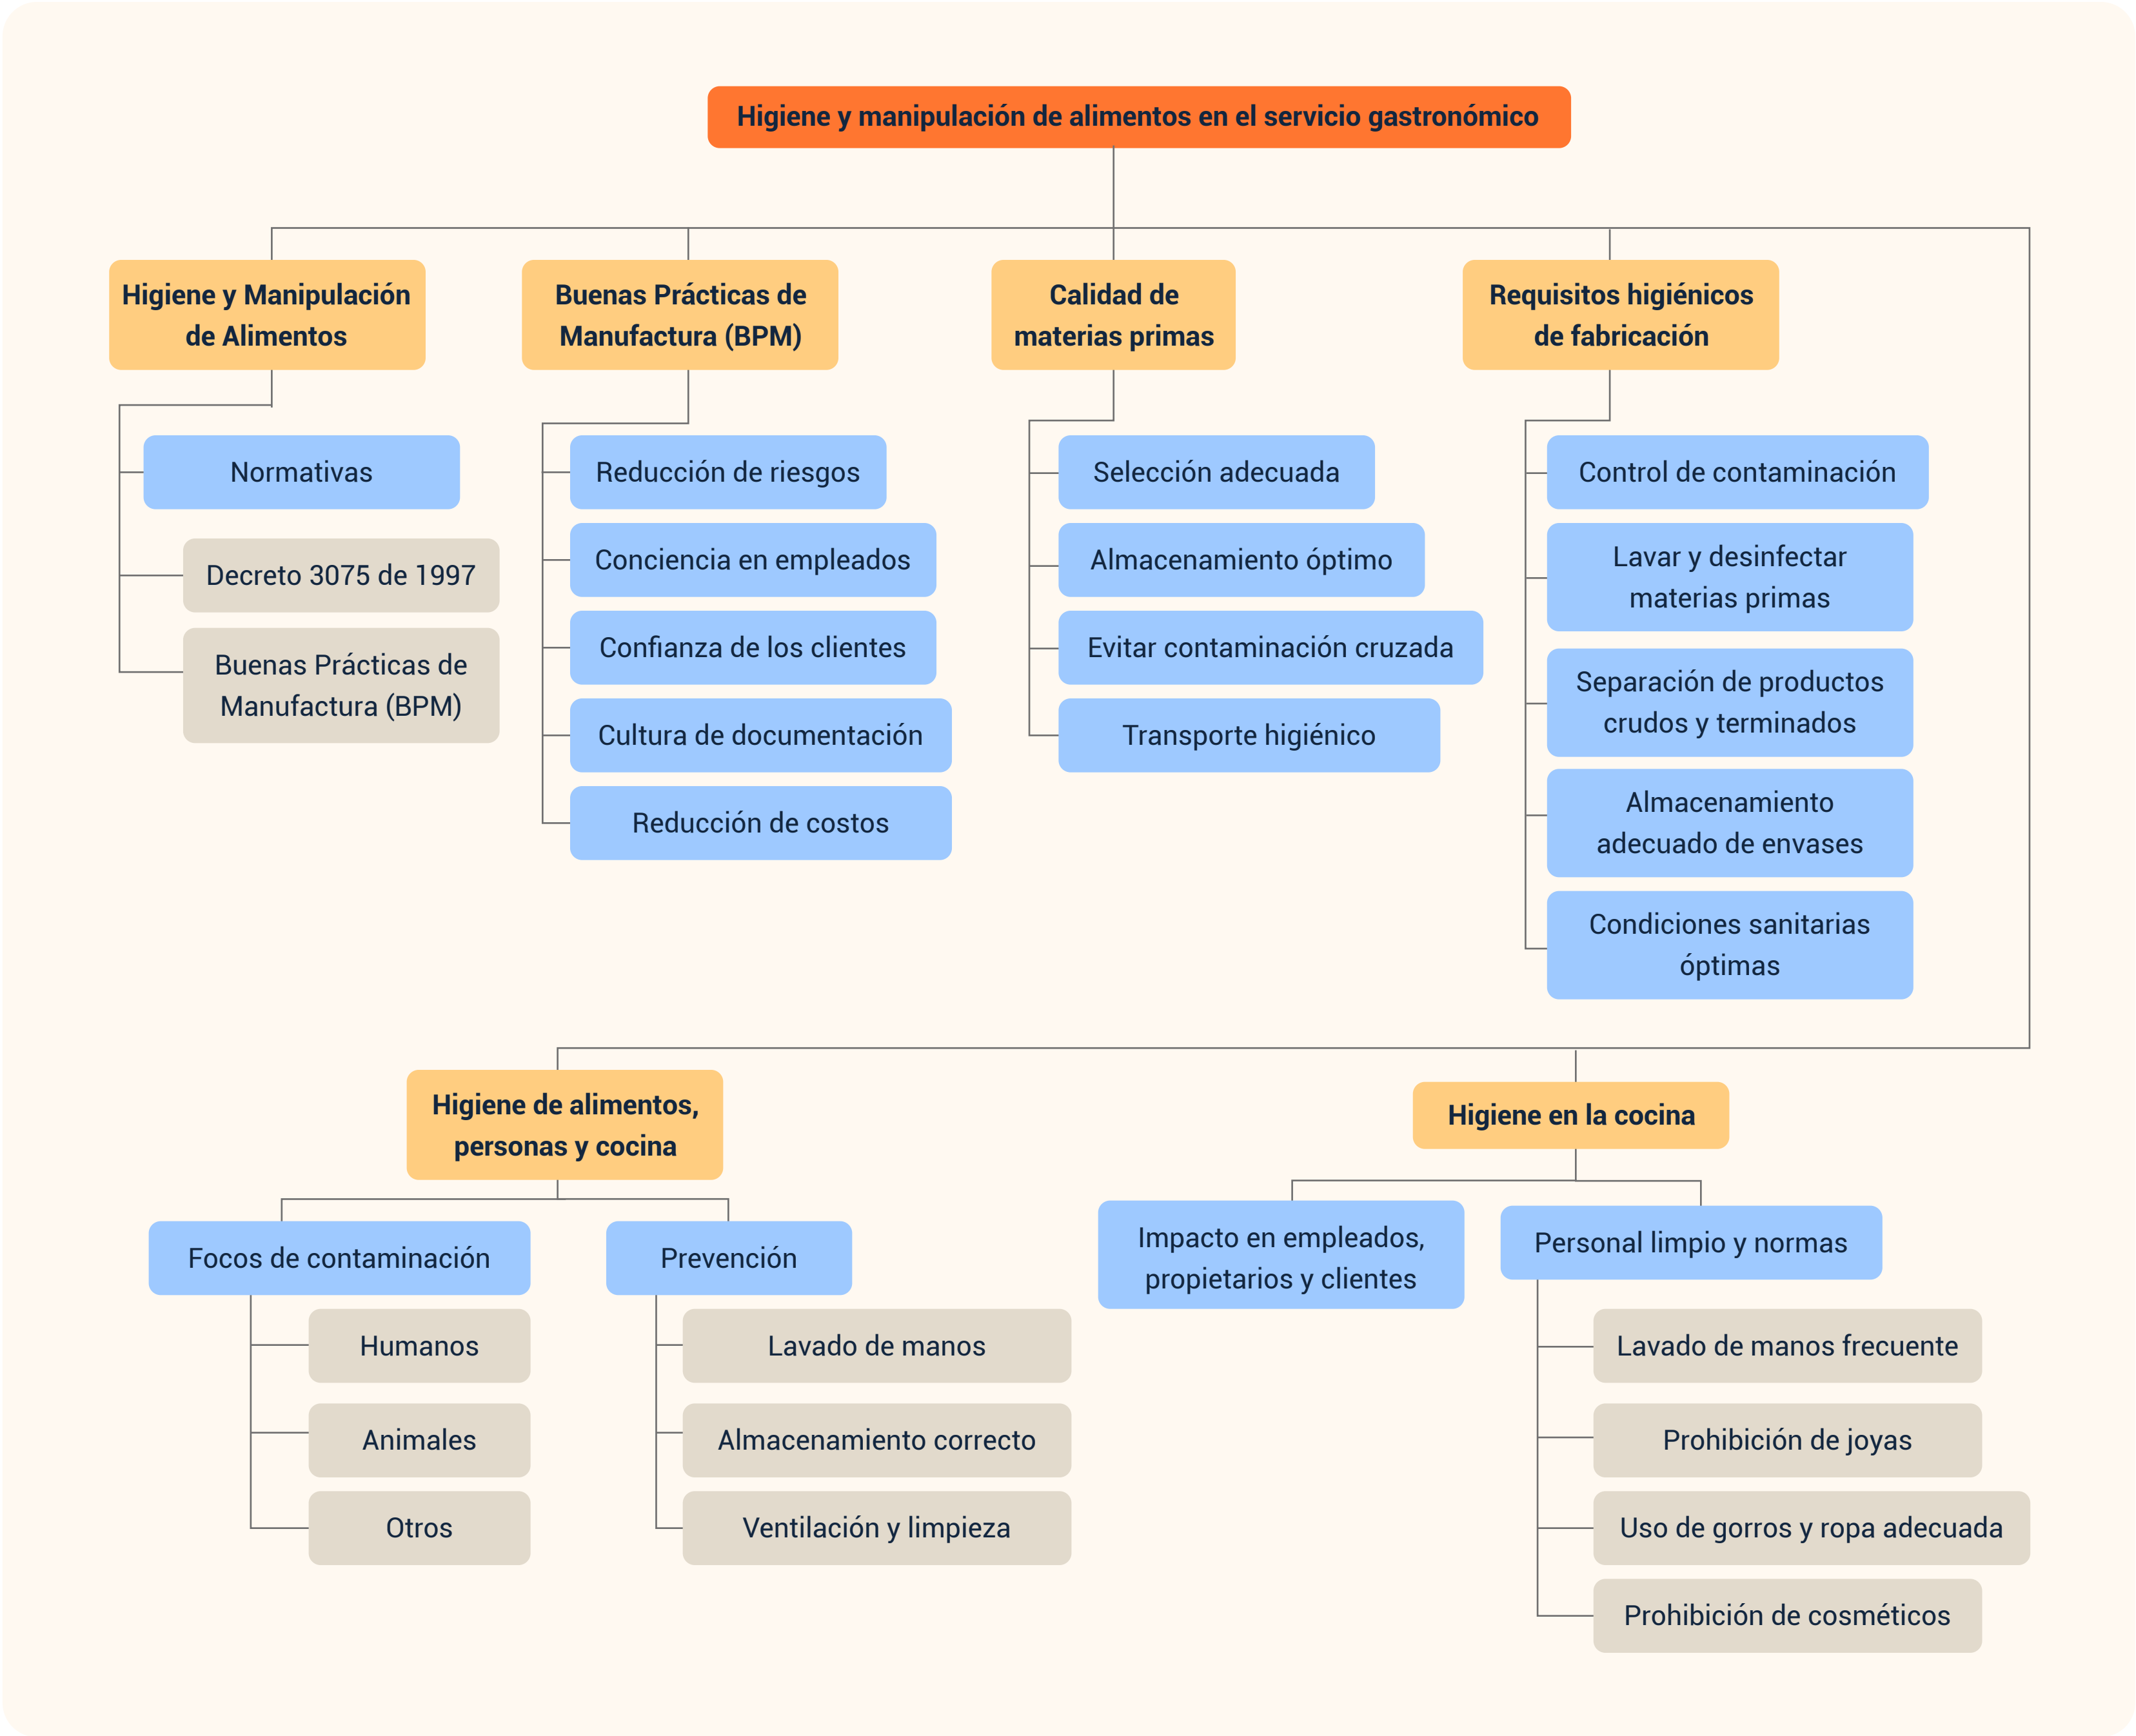 Higiene y manipulación de alimentos en el servicio gastronómico
Higiene y Manipulación
de Alimentos
Normativas
Decreto 3075 de 1997
Buenas Prácticas de
Manufactura (BPM)
Buenas Prácticas de
Manufactura (BPM)
Reducción de riesgos
Conciencia en empleados
Confianza de los clientes
Cultura de documentación
Reducción de costos
Calidad de
materias primas
Selección adecuada
Almacenamiento óptimo
Evitar contaminación cruzada
Transporte higiénico
Requisitos higiénicos
de fabricación
Control de contaminación
Lavar y desinfectar
materias primas
Separación de productos
crudos y terminados
Almacenamiento
adecuado de envases
Condiciones sanitarias
óptimas
Higiene de alimentos,
personas y cocina
Focos de contaminación
Humanos
Animales
Otros
Prevención
Lavado de manos
Almacenamiento correcto
Ventilación y limpieza
Higiene en la cocina
Impacto en empleados,
propietarios y clientes
Personal limpio y normas
Lavado de manos frecuente
Prohibición de joyas
Uso de gorros y ropa adecuada
Prohibición de cosméticos